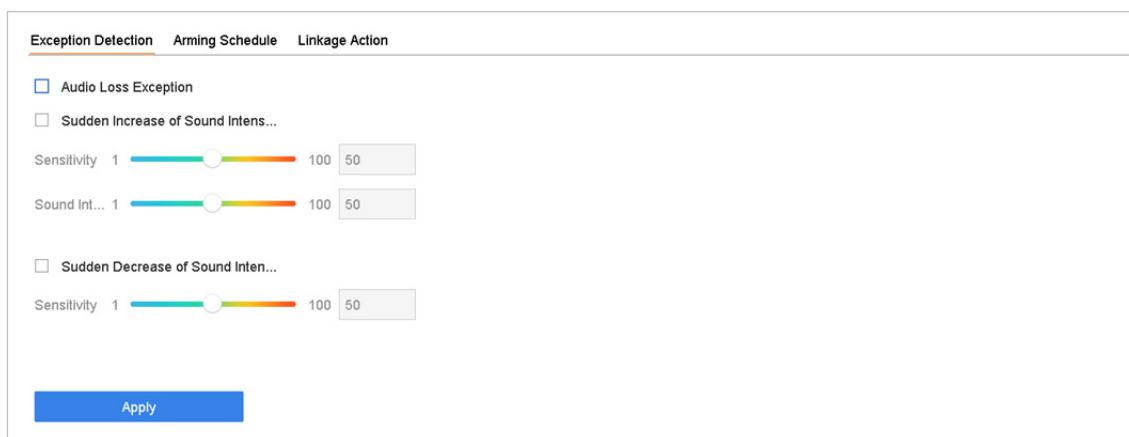 Exception Detection Arming Schedule Linkage Action
Audio Loss Exception
Sudden Increase of Sound Intens...
Sensitivity 1 100 50
Sound Int... 1 100 50
Sudden Decrease of Sound Inten...
Sensitivity 1 100 50
Apply